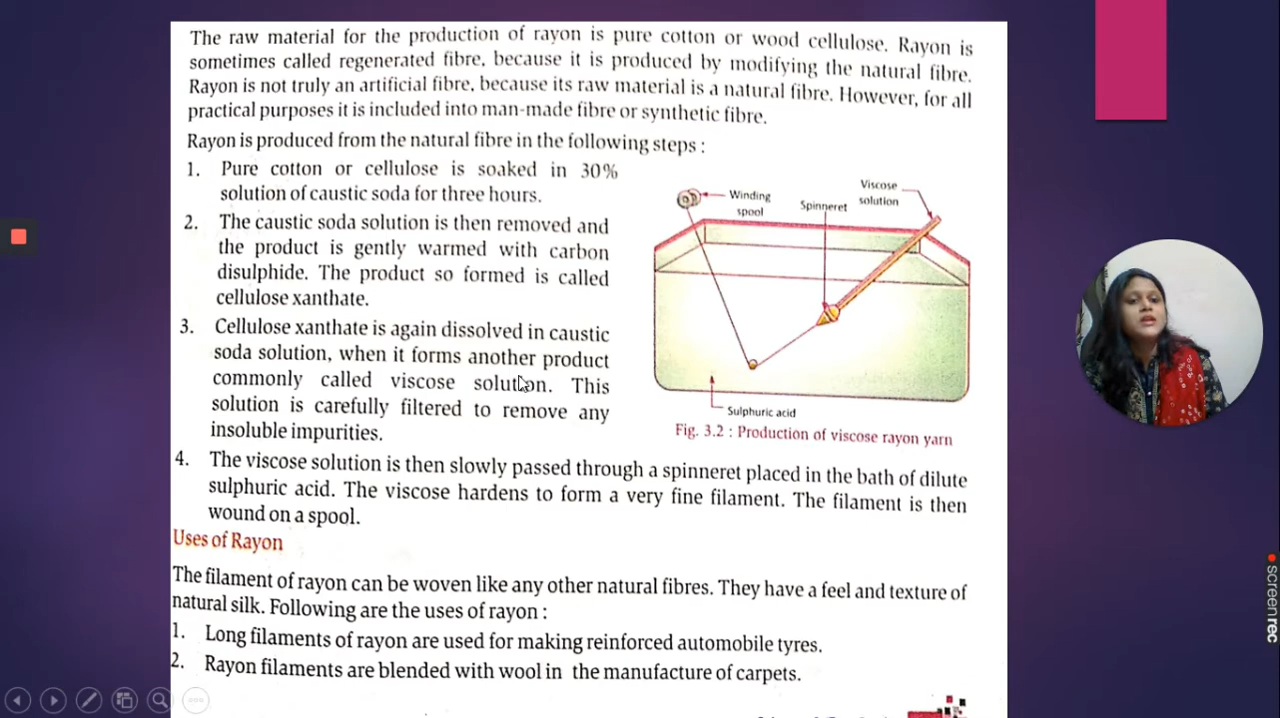 The raw material for the production of rayon is pure cotton or wood cellulose. Rayon is
sometimes called regenerated fibre, because it is produced by modifying the natural fibre.
Rayon is not truly an artificial fibre, because its raw material is a natural fibre. However, for all
practical purposes it is included into man-made fibre or synthetic fibre.
Rayon is produced from the natural fibre in the following steps :
1. Pure cotton or cellulose is soaked in 30%
solution of caustic soda for three hours.
2. The caustic soda solution is then removed and
the product is gently warmed with carbon
disulphide. The product so formed is called
cellulose xanthate.
3. Cellulose xanthate is again dissolved in caustic
soda solution, when it forms another product
commonly called viscose solution. This
solution is carefully filtered to remove any
insoluble impurities.
Winding
spool
Spinneret
Viscose
solution
Sulphuric acid
Fig. 3.2 : Production of viscose rayon yarn
4. The viscose solution is then slowly passed through a spinneret placed in the bath of dilute
sulphuric acid. The viscose hardens to form a very fine filament. The filament is then
wound on a spool.
Uses of Rayon
The filament of rayon can be woven like any other natural fibres. They have a feel and texture of
natural silk. Following are the uses of rayon :
1. Long filaments of rayon are used for making reinforced automobile tyres.
2. Rayon filaments are blended with wool in the manufacture of carpets.
screenrec